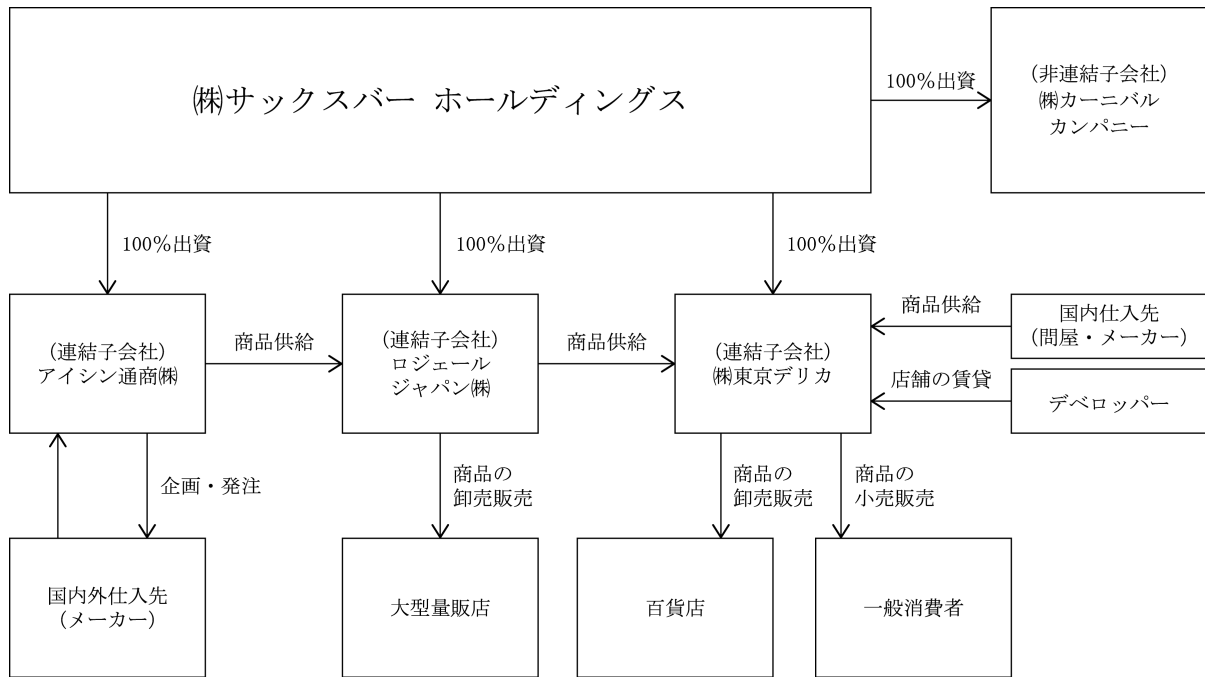 ㈱サックスバー ホールディングス
100%出資
(非連結子会社)
㈱カーニバル
カンパニー
100%出資
100%出資
100%出資
(連結子会社)
アイシン通商㈱
商品供給
(連結子会社)
ロジェール
ジャパン㈱
商品供給
(連結子会社)
㈱東京デリカ
商品供給
国内仕入先
(問屋・メーカー)
店舗の賃貸
デベロッパー
企画・発注
商品の
卸売販売
商品の
卸売販売
商品の
小売販売
国内外仕入先
(メーカー)
大型量販店
百貨店
一般消費者